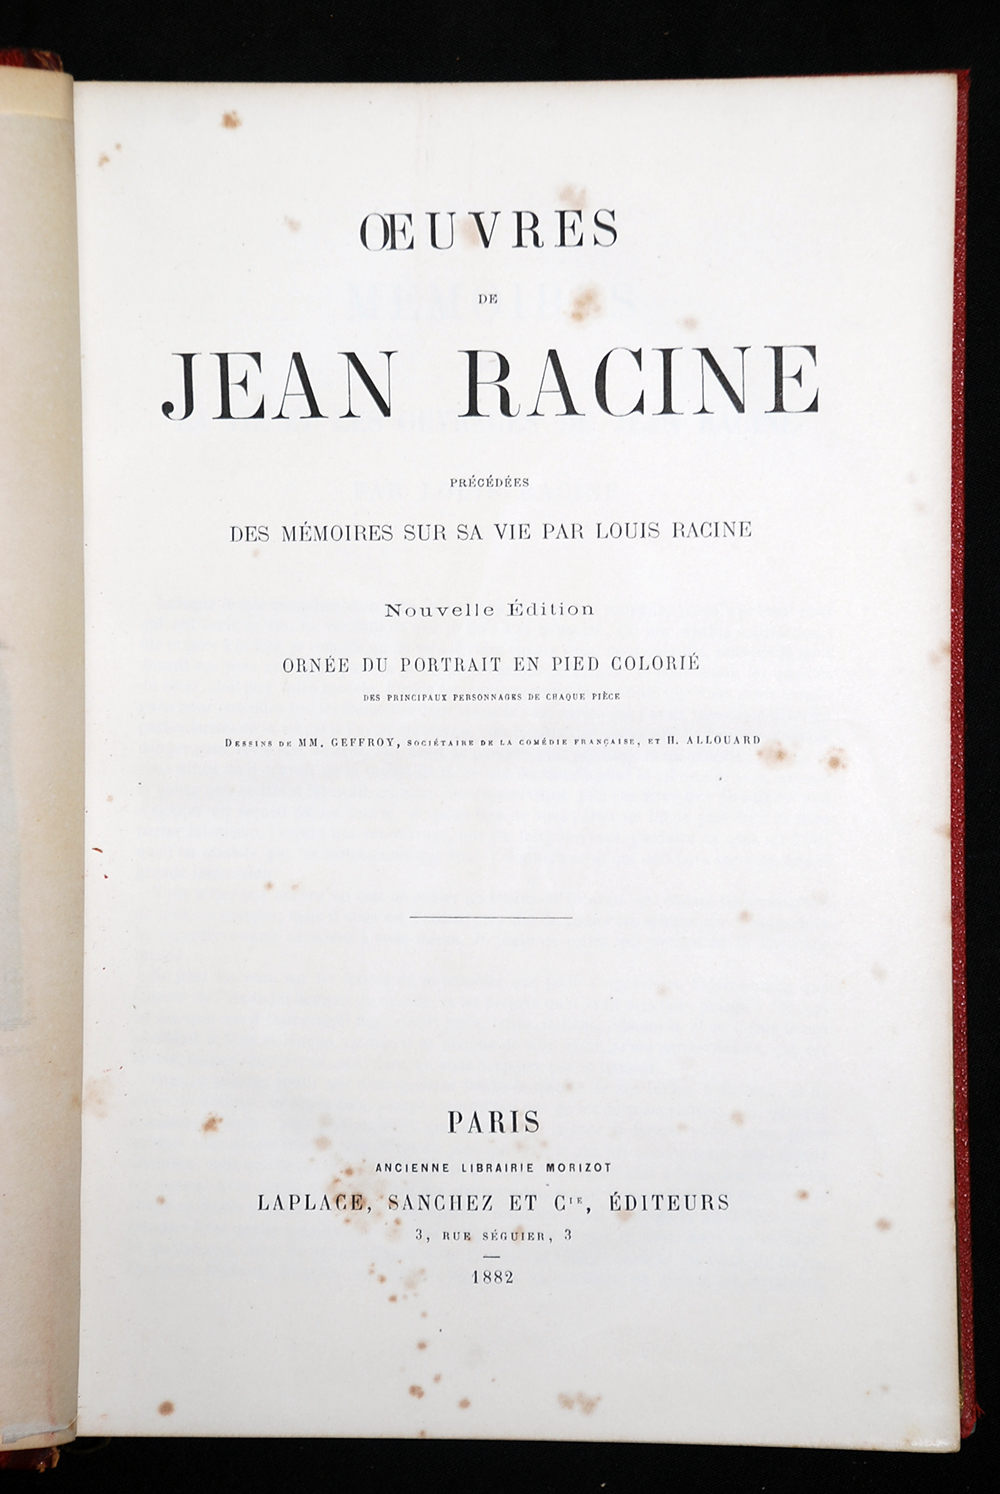 ŒUVRES
DE
JEAN RACINE
PRÉCÉDÉES
DES MÉMOIRES SUR SA VIE PAR LOUIS RACINE
Nouvelle Édition
ORNÉE DU PORTRAIT EN PIED COLORIÉ
DES PRINCIPAUX PERSONNAGES DE CHAQUE PIÈCE
DESSINS DE MM. GEFFROY, SOCIÉTAIRE DE LA COMÉDIE FRANÇAISE, ET H. ALLOUARD
PARIS
ANCIENNE LIBRAIRIE MORIZOT
LAPLACE, SANCHEZ ET CIE, ÉDITEURS
3, RUE SÉGUIER, 3
1882